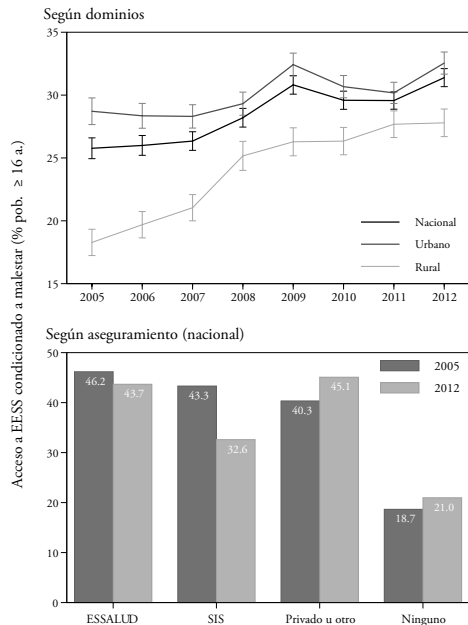 Según dominios
Acceso a EESS condicionado a malestar (% pob. ≥ 16 a.)
35
30
25
20
15
Nacional
Urbano
Rural
2005 2006 2007 2008 2009 2010 2011 2012
Según aseguramiento (nacional)
50
40
30
20
10
0
2005
2012
46.2 43.7 43.3 32.6 40.3 45.1 18.7 21.0
ESSALUD SIS Privado u otro Ninguno